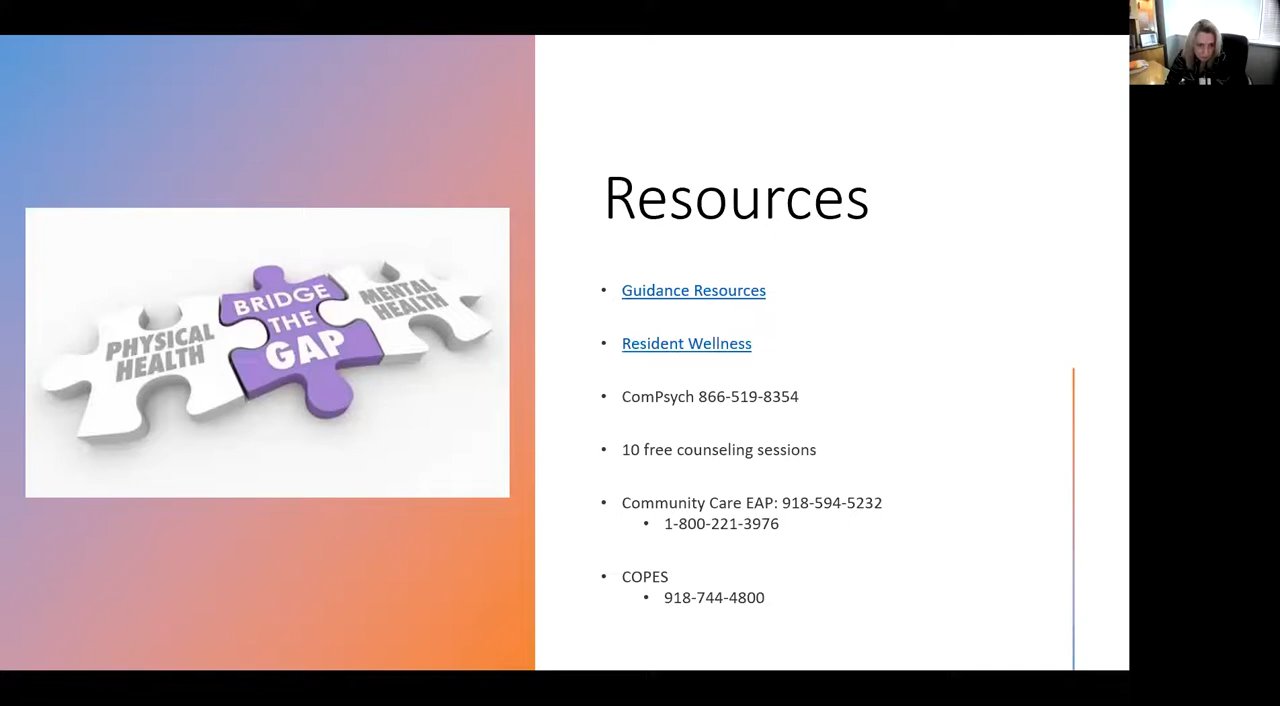 PHYSICAL
HEALTH
BRIDGE
THE
GAP
MENTAL
HEALTH
Resources
• Guidance Resources
• Resident Wellness
• ComPsych 866-519-8354
• 10 free counseling sessions
• Community Care EAP: 918-594-5232
• 1-800-221-3976
• COPES
• 918-744-4800